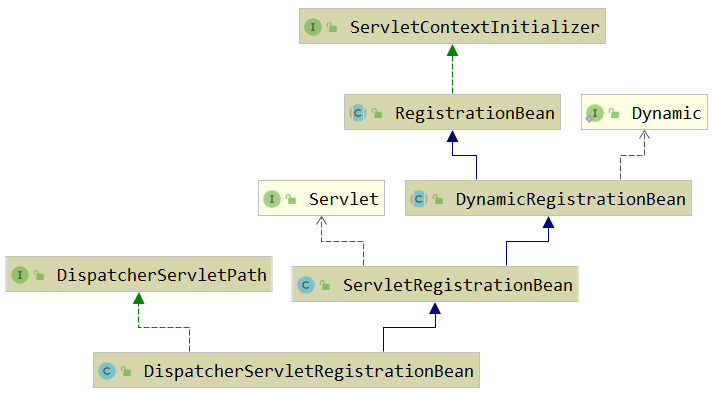 I ServletContextInitializer
C RegistrationBean
I Dynamic
I Servlet
C DynamicRegistrationBean
I DispatcherServletPath
C ServletRegistrationBean
C DispatcherServletRegistrationBean